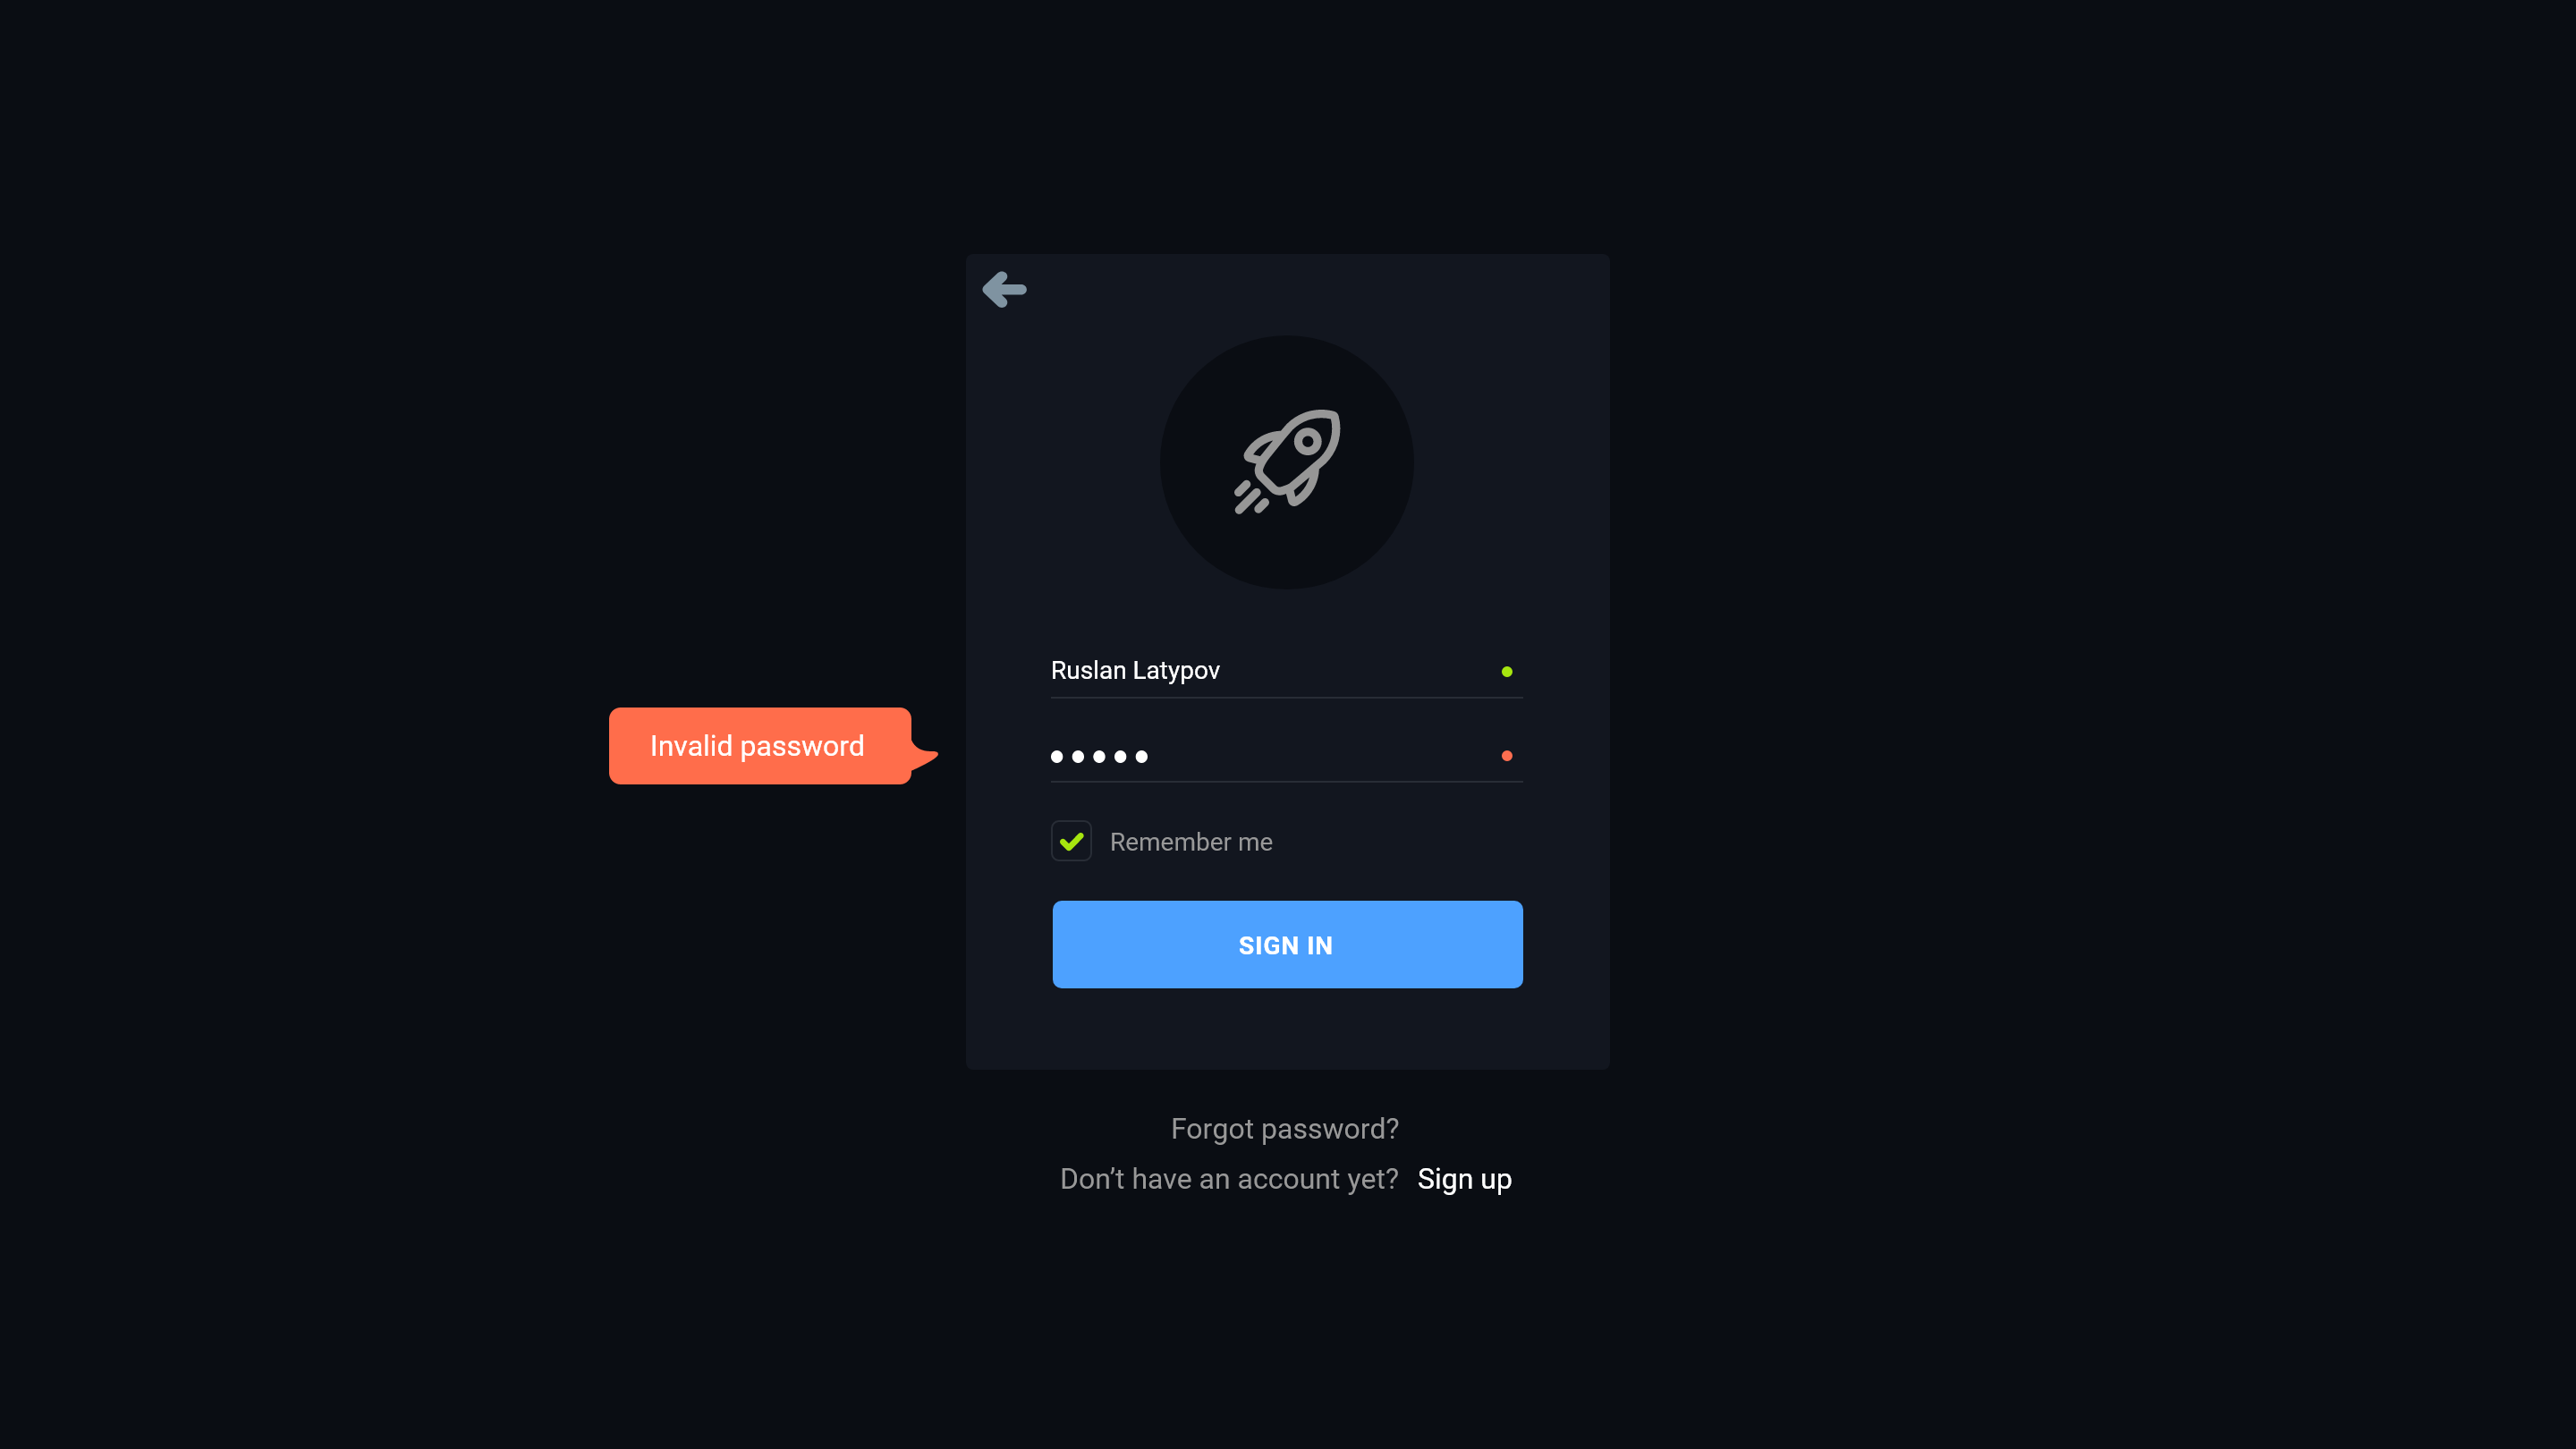 Ruslan Latypov
Invalid password
Remember me
SIGN IN
Forgot password?
Don’t have an account yet? Sign up